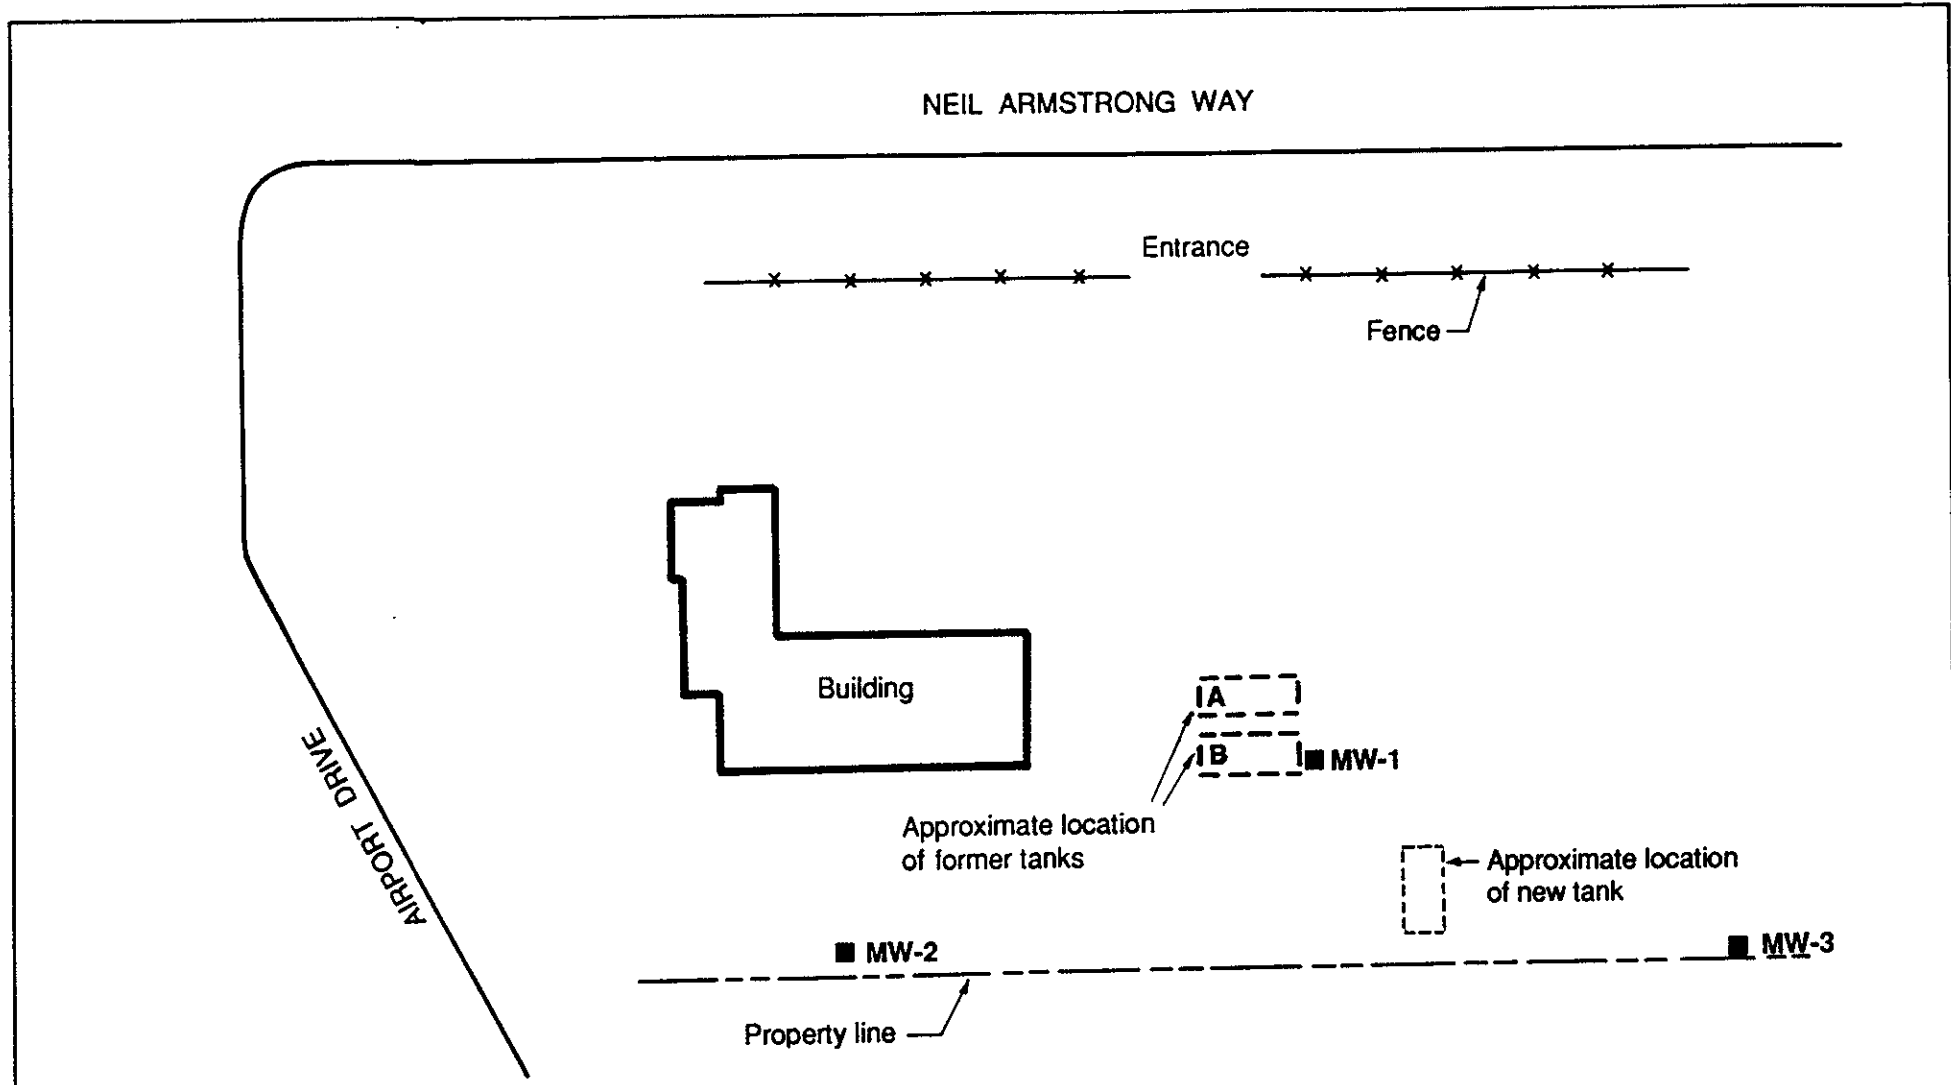 NEIL ARMSTRONG WAY
Entrance
Fence
Building
A
B
MW-1
AIRPORT DRIVE
Approximate location
of former tanks
Approximate location
of new tank
MW-2
MW-3
Property line